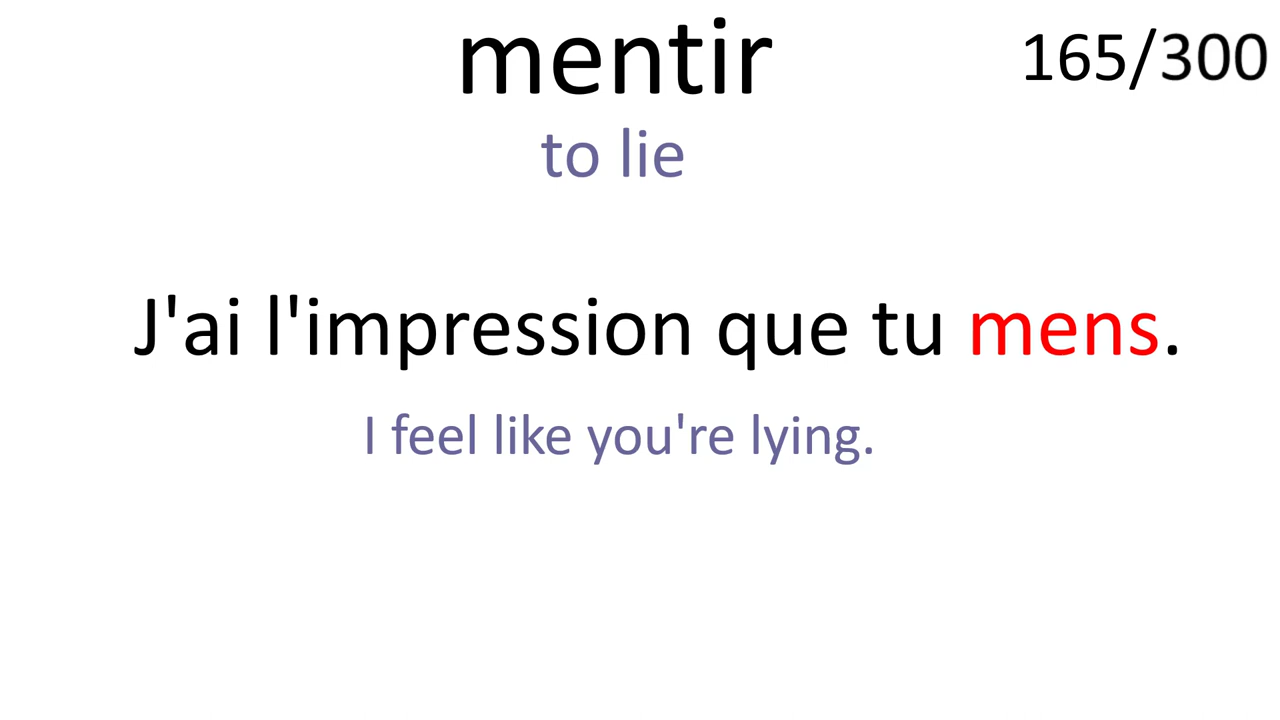 mentir
165/300
to lie
J'ai l'impression que tu mens.
I feel like you're lying.